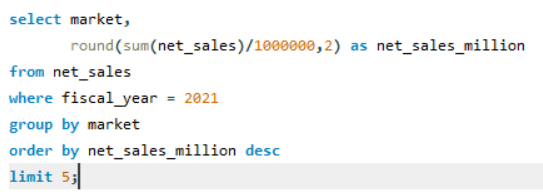 select market,
round(sum(net_sales)/1000000,2) as net_sales_million
from net_sales
where fiscal_year = 2021
group by market
order by net_sales_million desc
limit 5;